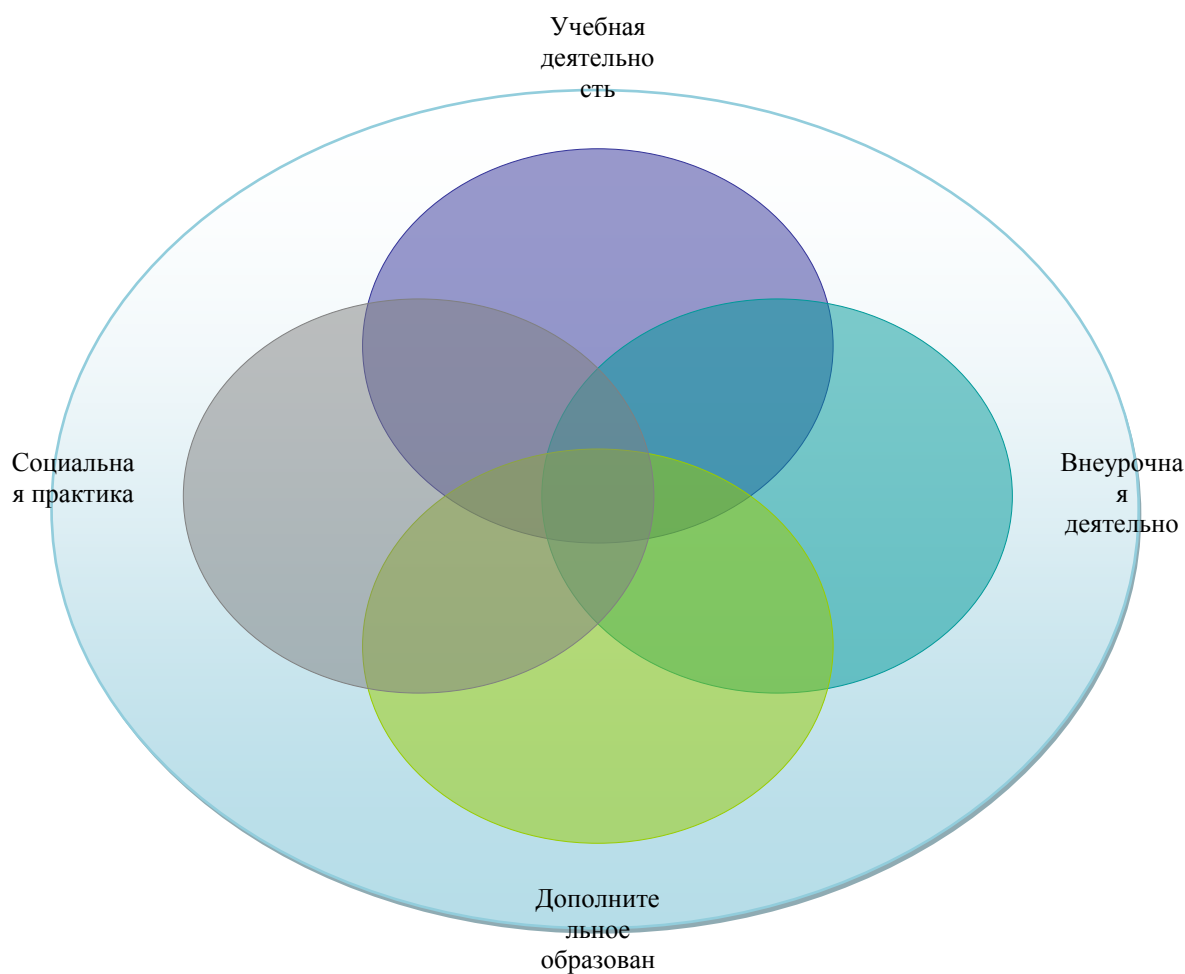 Учебная
деятельно
сть
Социальна
я практика
Внеурочна
я
деятельно
Дополните
льное
образован